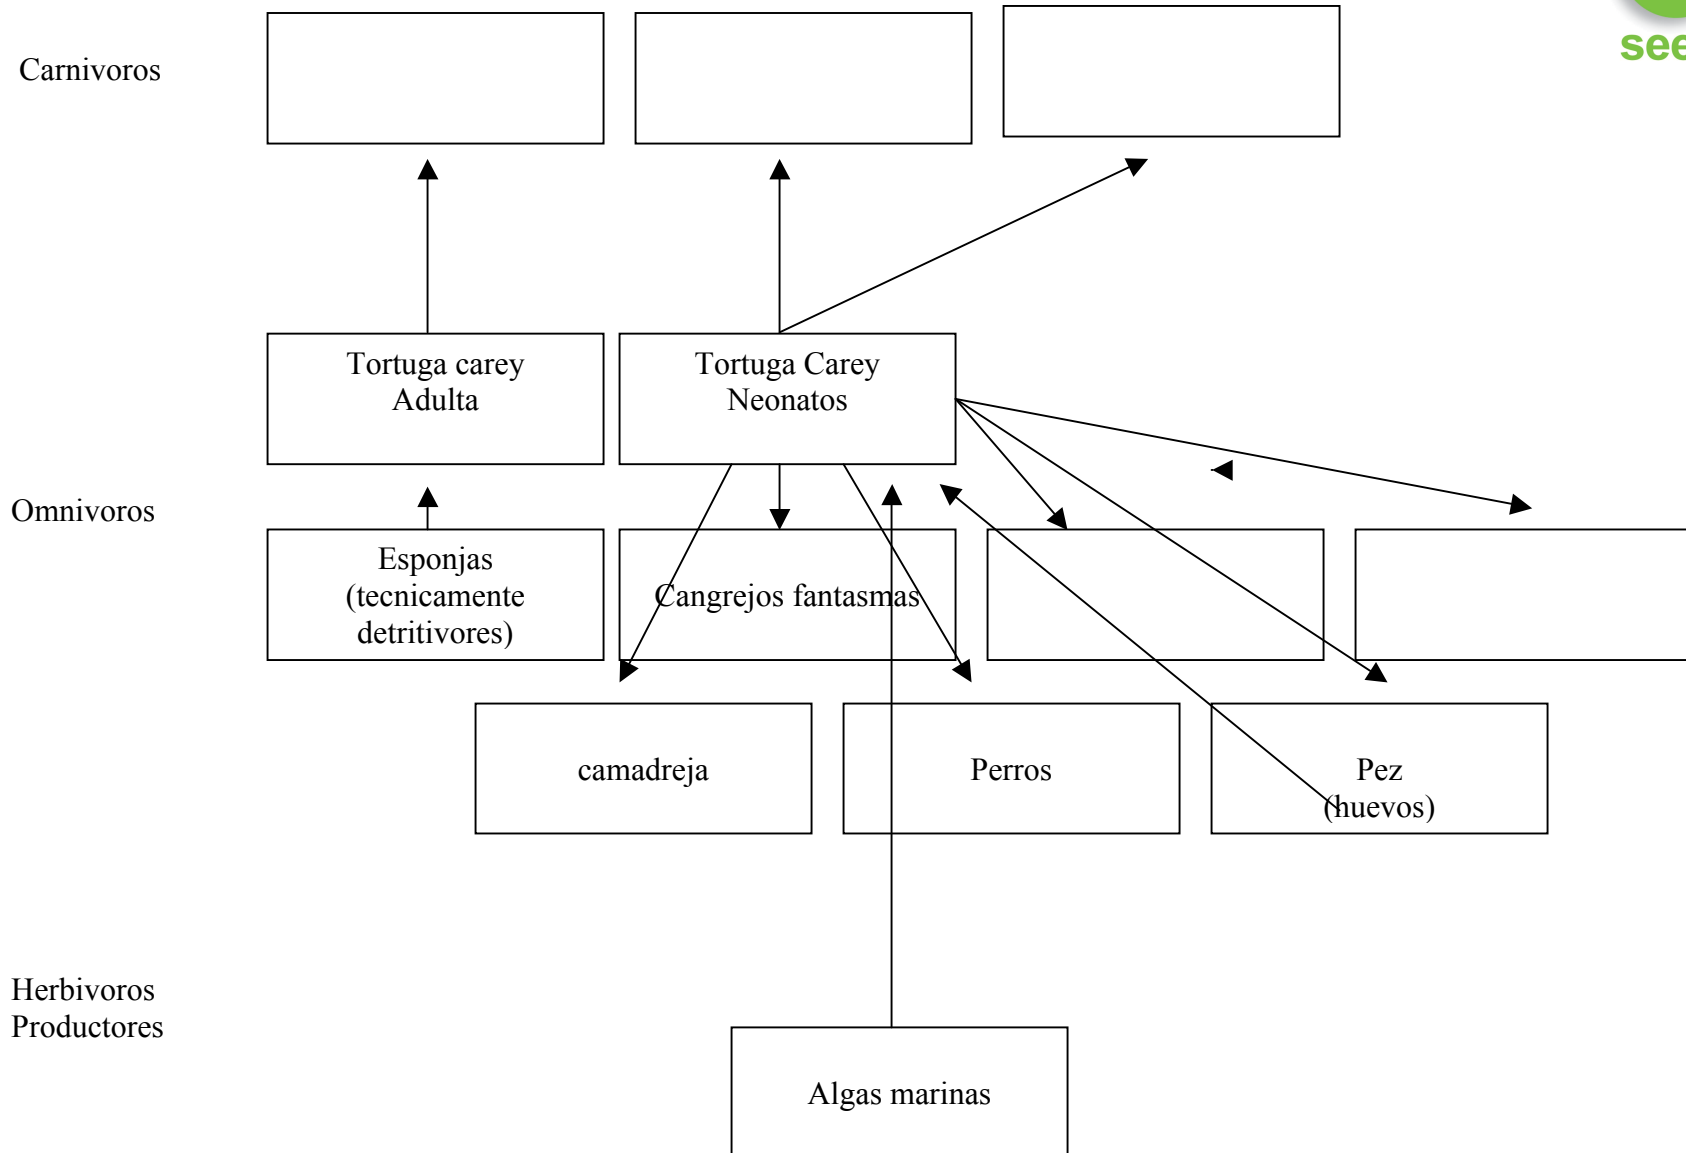 see
Carnivoros
Tortuga carey
Adulta
Tortuga Carey
Neonatos
Omnivoros
Esponjas
(tecnicamente
detritivores)
Cangrejos fantasmas
camadreja
Perros
Pez
(huevos)
Herbivoros
Productores
Algas marinas